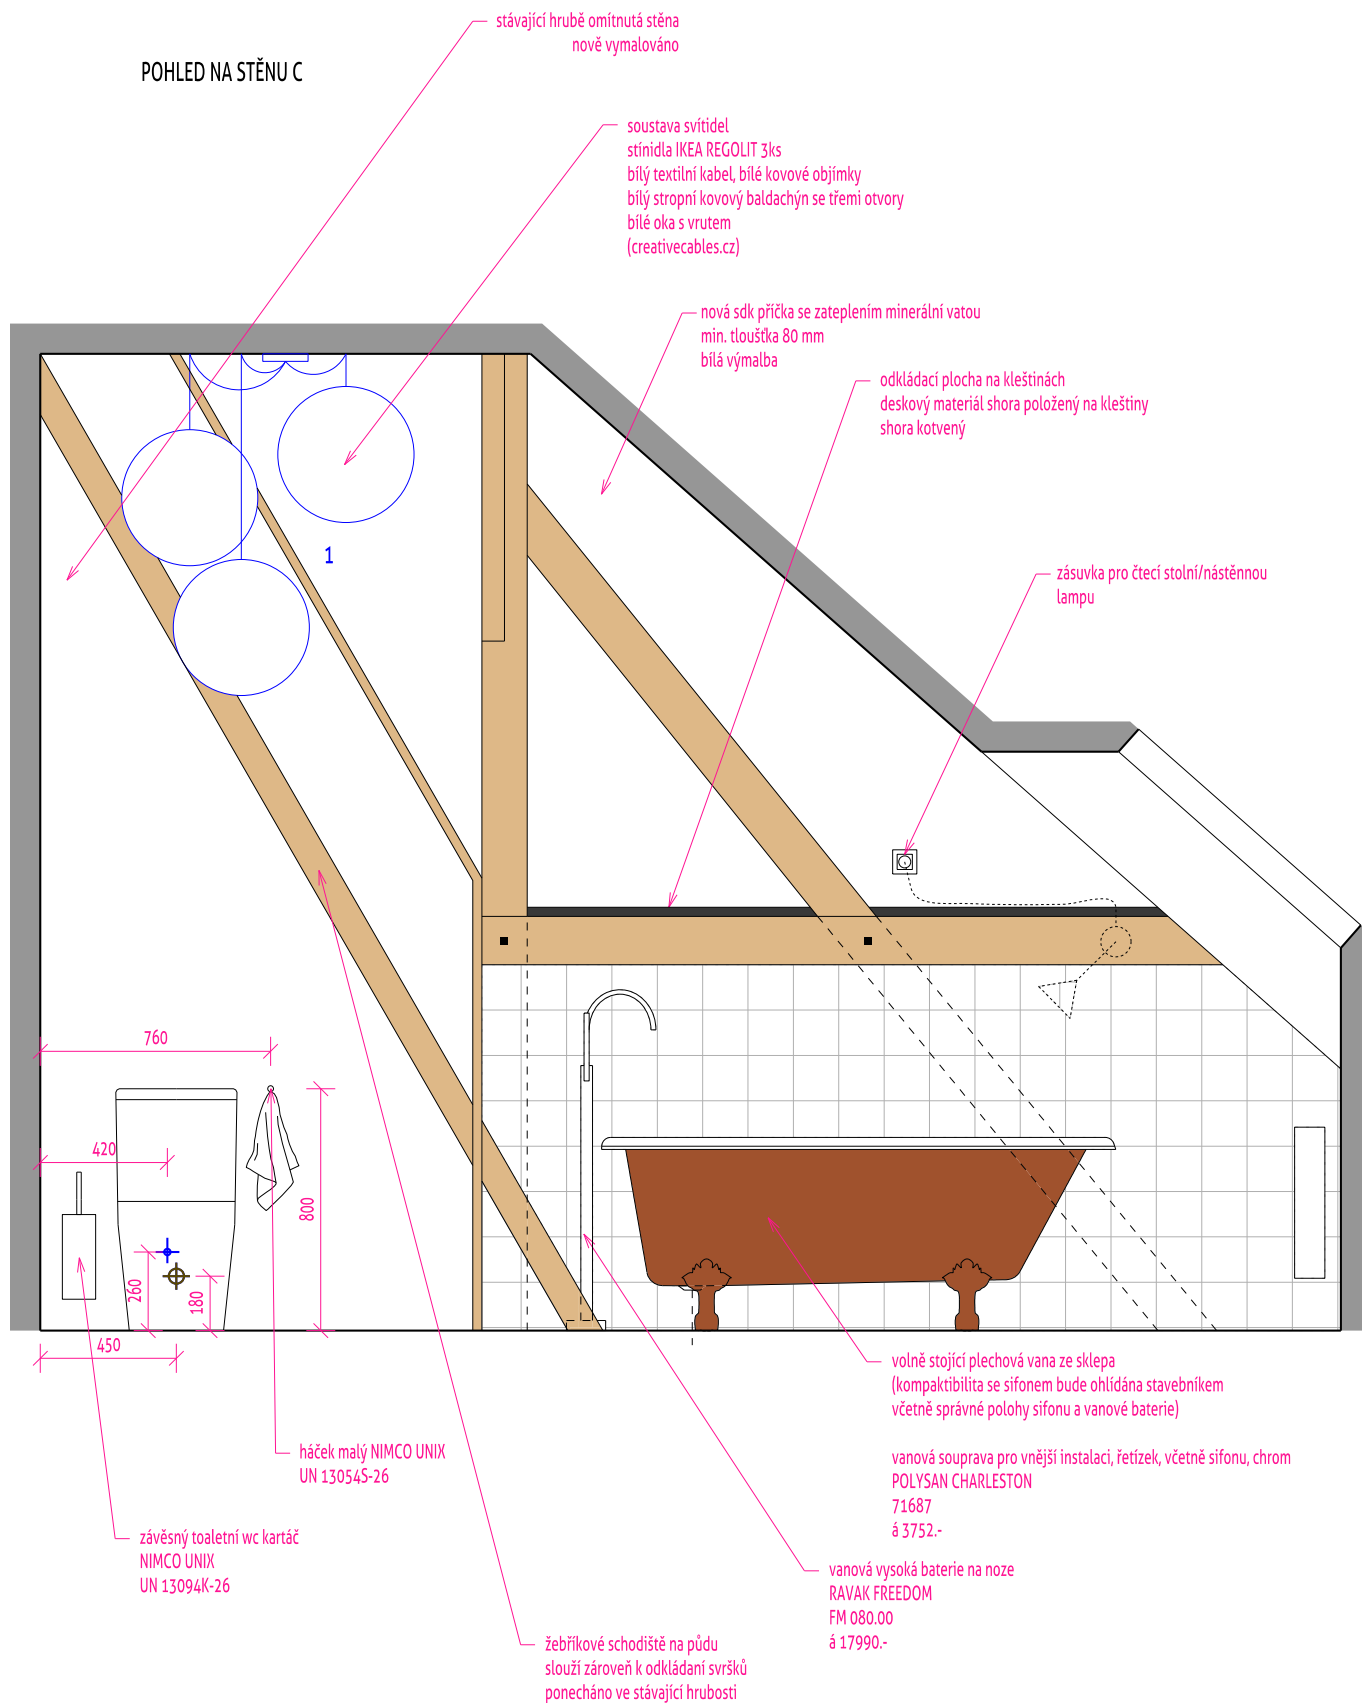 stávající hrubě omítnutá stěna
nově vymalováno
POHLED NA STĚNU C
soustava svítidel
stínidla IKEA REGOLIT 3ks
bílý textilní kabel, bílé kovové objímky
bílý stropní kovový baldachýn se třemi otvory
bílé oka s vrutem
(creativecables.cz)
nová sdk příčka se zateplením minerální vatou
min. tloušťka 80 mm
bílá výmalba
odkládací plocha na kleštinách
deskový materiál shora položený na kleštiny
shora kotvený
1
zásuvka pro čtecí stolní/nástěnnou
lampu
760
420
800
260
180
450
volně stojící plechová vana ze sklepa
(kompaktibilita se sifonem bude ohlídána stavebníkem
včetně správné polohy sifonu a vanové baterie)
vanová souprava pro vnější instalaci, řetízek, včetně sifonu, chrom
POLYSAN CHARLESTON
71687
á 3752.-
háček malý NIMCO UNIX
UN 13054S-26
závěsný toaletní wc kartáč
NIMCO UNIX
UN 13094K-26
vanová vysoká baterie na noze
RAVAK FREEDOM
FM 080.00
á 17990.-
žebříkové schodiště na půdu
slouží zároveň k odkládaní svršků
ponecháno ve stávající hrubosti